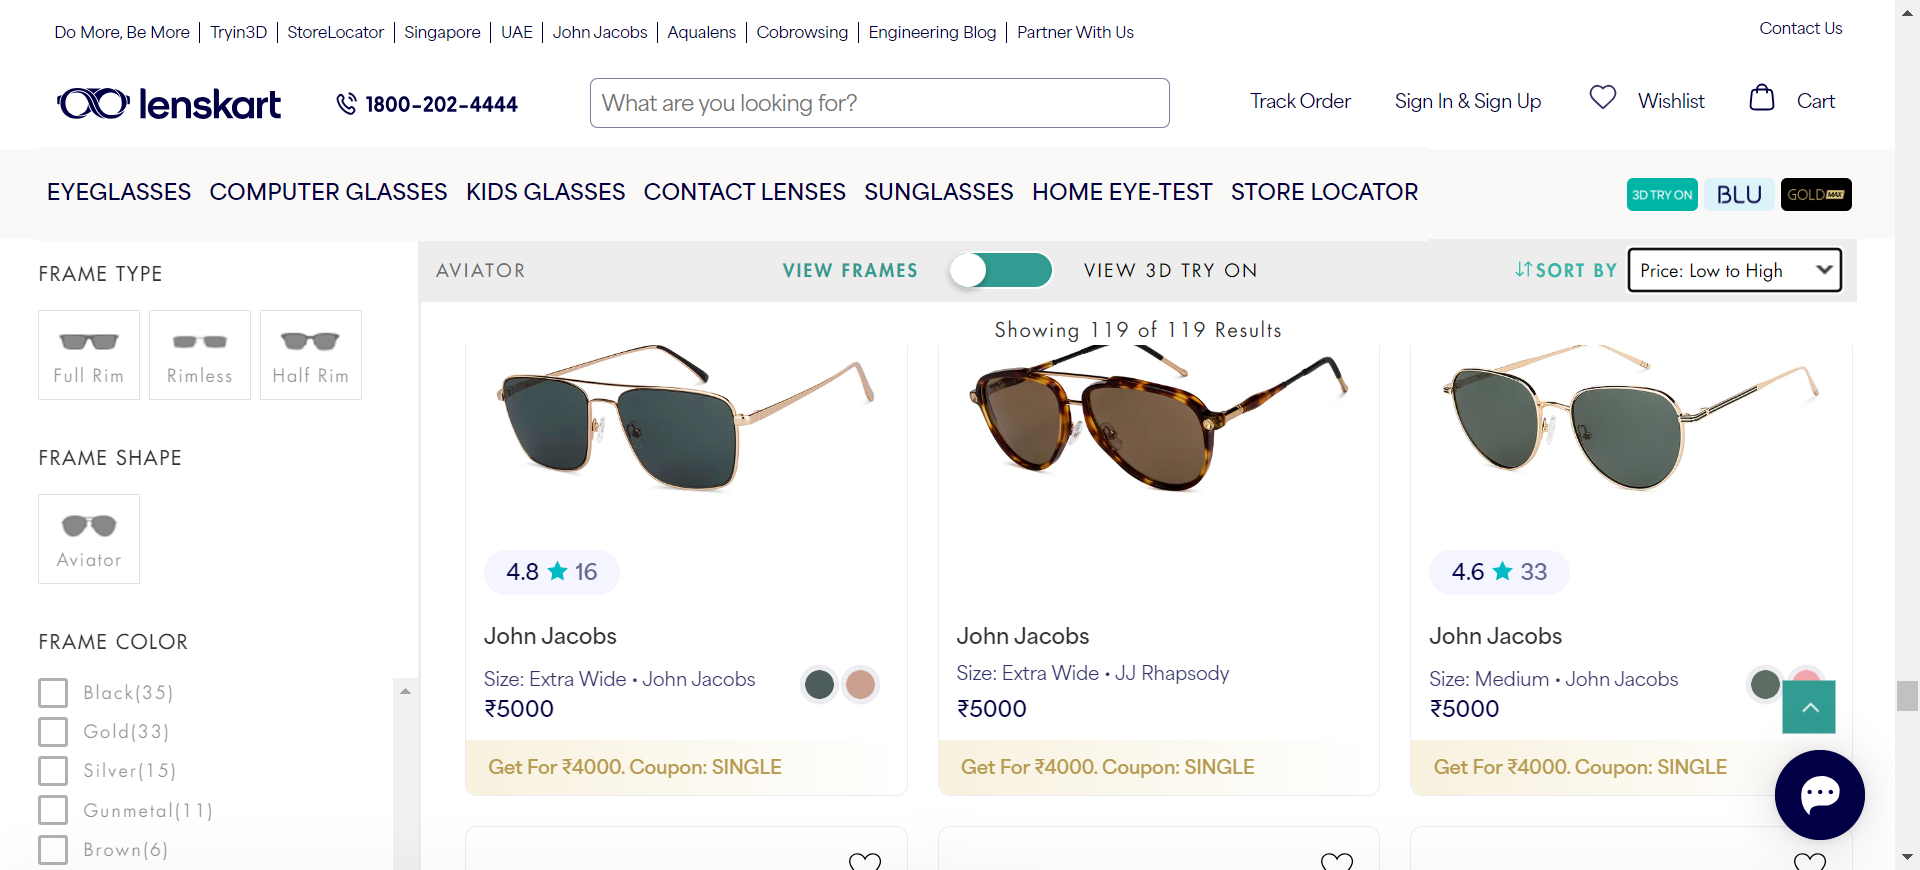 Do More, Be More
Tryin3D
StoreLocator
Singapore
UAE
John Jacobs
Aqualens
Cobrowsing
Engineering Blog
Partner With Us
Contact Us
lenskart
1800-202-4444
What are you looking for?
Track Order
Sign In & Sign Up
Wishlist
Cart
EYEGLASSES
COMPUTER GLASSES
KIDS GLASSES
CONTACT LENSES
SUNGLASSES
HOME EYE-TEST
STORE LOCATOR
3D TRY ON
BLU
GOLD MAX
FRAME TYPE
Full Rim
Rimless
Half Rim
FRAME SHAPE
Aviator
FRAME COLOR
Black(35)
Gold(33)
Silver(15)
Gunmetal(11)
Brown(6)
AVIATOR
VIEW FRAMES
VIEW 3D TRY ON
SORT BY
Price: Low to High
Showing 119 of 119 Results
4.8 ★ 16
John Jacobs
Size: Extra Wide • John Jacobs
₹5000
Get For ₹4000. Coupon: SINGLE
John Jacobs
Size: Extra Wide • JJ Rhapsody
₹5000
Get For ₹4000. Coupon: SINGLE
4.6 ★ 33
John Jacobs
Size: Medium • John Jacobs
₹5000
Get For ₹4000. Coupon: SINGLE